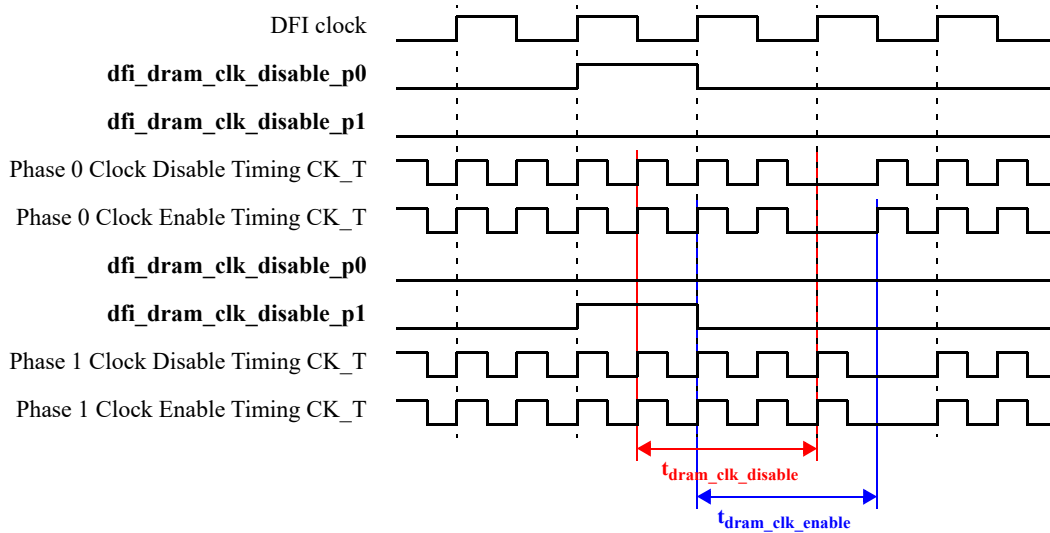 DFI clock
dfi_dram_clk_disable_p0
dfi_dram_clk_disable_p1
Phase 0 Clock Disable Timing CK_T
Phase 0 Clock Enable Timing CK_T
dfi_dram_clk_disable_p0
dfi_dram_clk_disable_p1
Phase 1 Clock Disable Timing CK_T
Phase 1 Clock Enable Timing CK_T
tdram_clk_disable
tdram_clk_enable